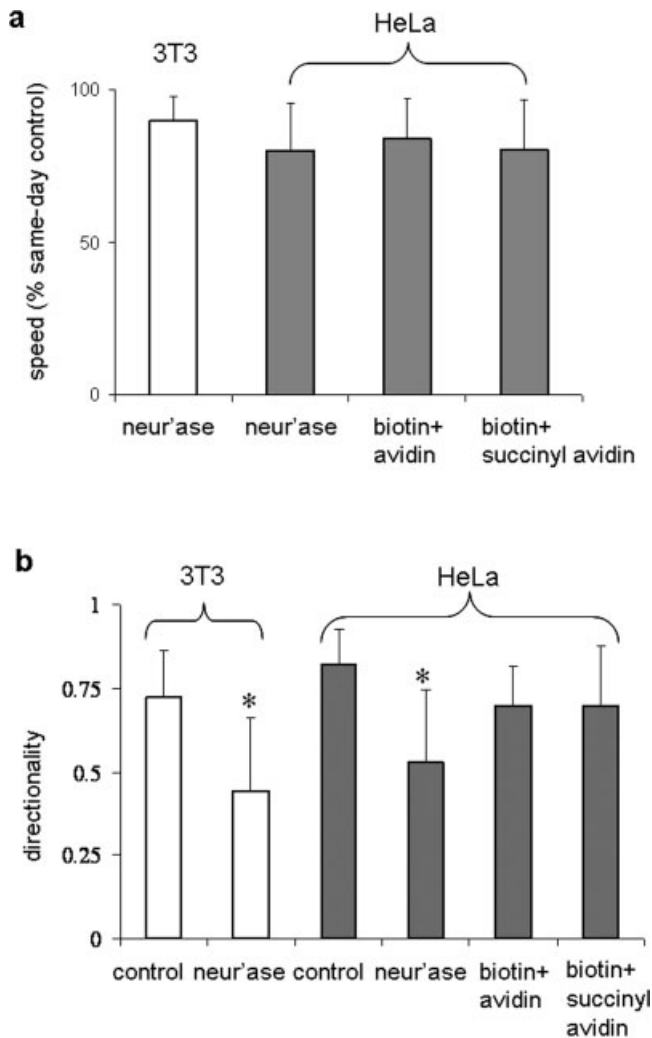 a
3T3
HeLa
speed (% same-day control)
100
50
0
neur'ase
neur'ase
biotin+
avidin
biotin+
succinyl avidin
b
3T3
HeLa
directionality
1
0.75
0.5
0.25
0
*
*
control
neur'ase
control
neur'ase
biotin+
avidin
biotin+
succinyl
avidin